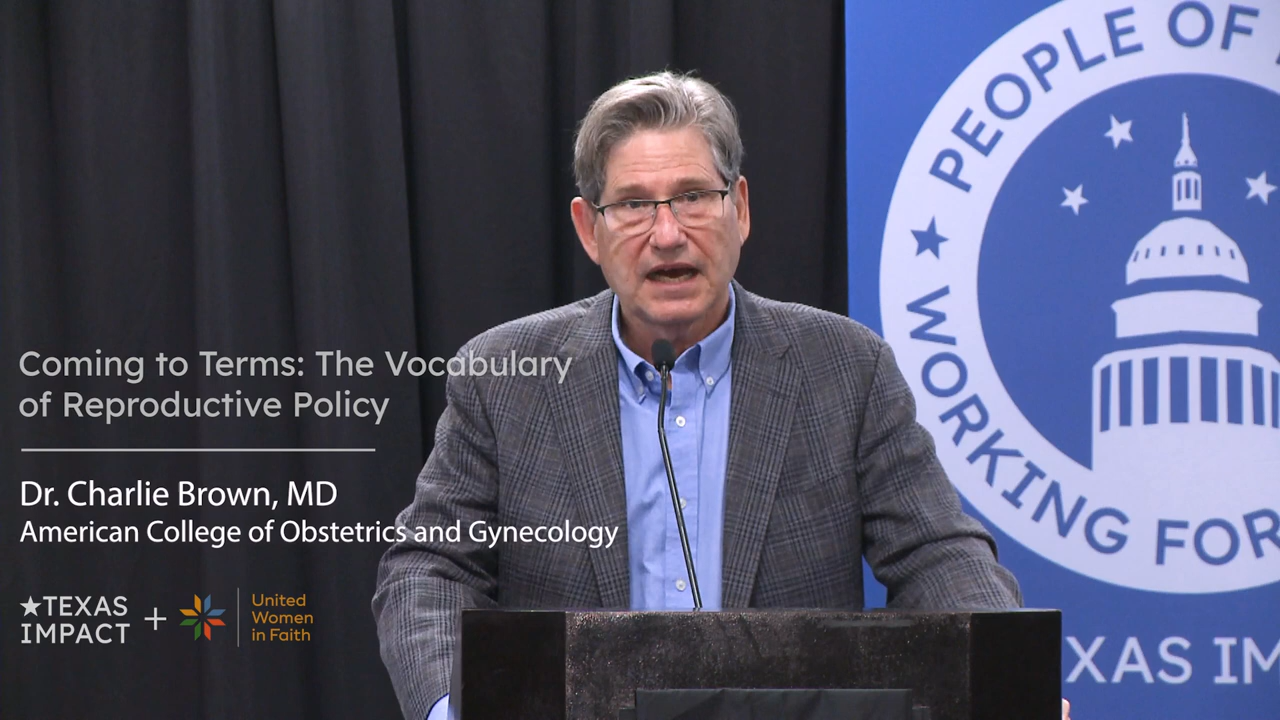 Coming to Terms: The Vocabulary
of Reproductive Policy
Dr. Charlie Brown, MD
American College of Obstetrics and Gynecology
TEXAS
IMPACT
+
United
Women
in Faith
PEOPLE OF
WORKING FOR
XAS IM